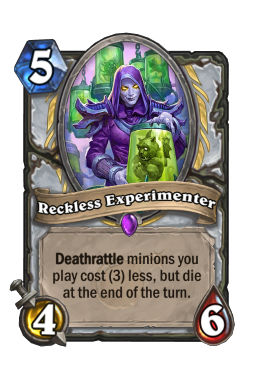 5
Reckless Experimenter
Deathrattle minions you
play cost (3) less, but die
at the end of the turn.
4
6